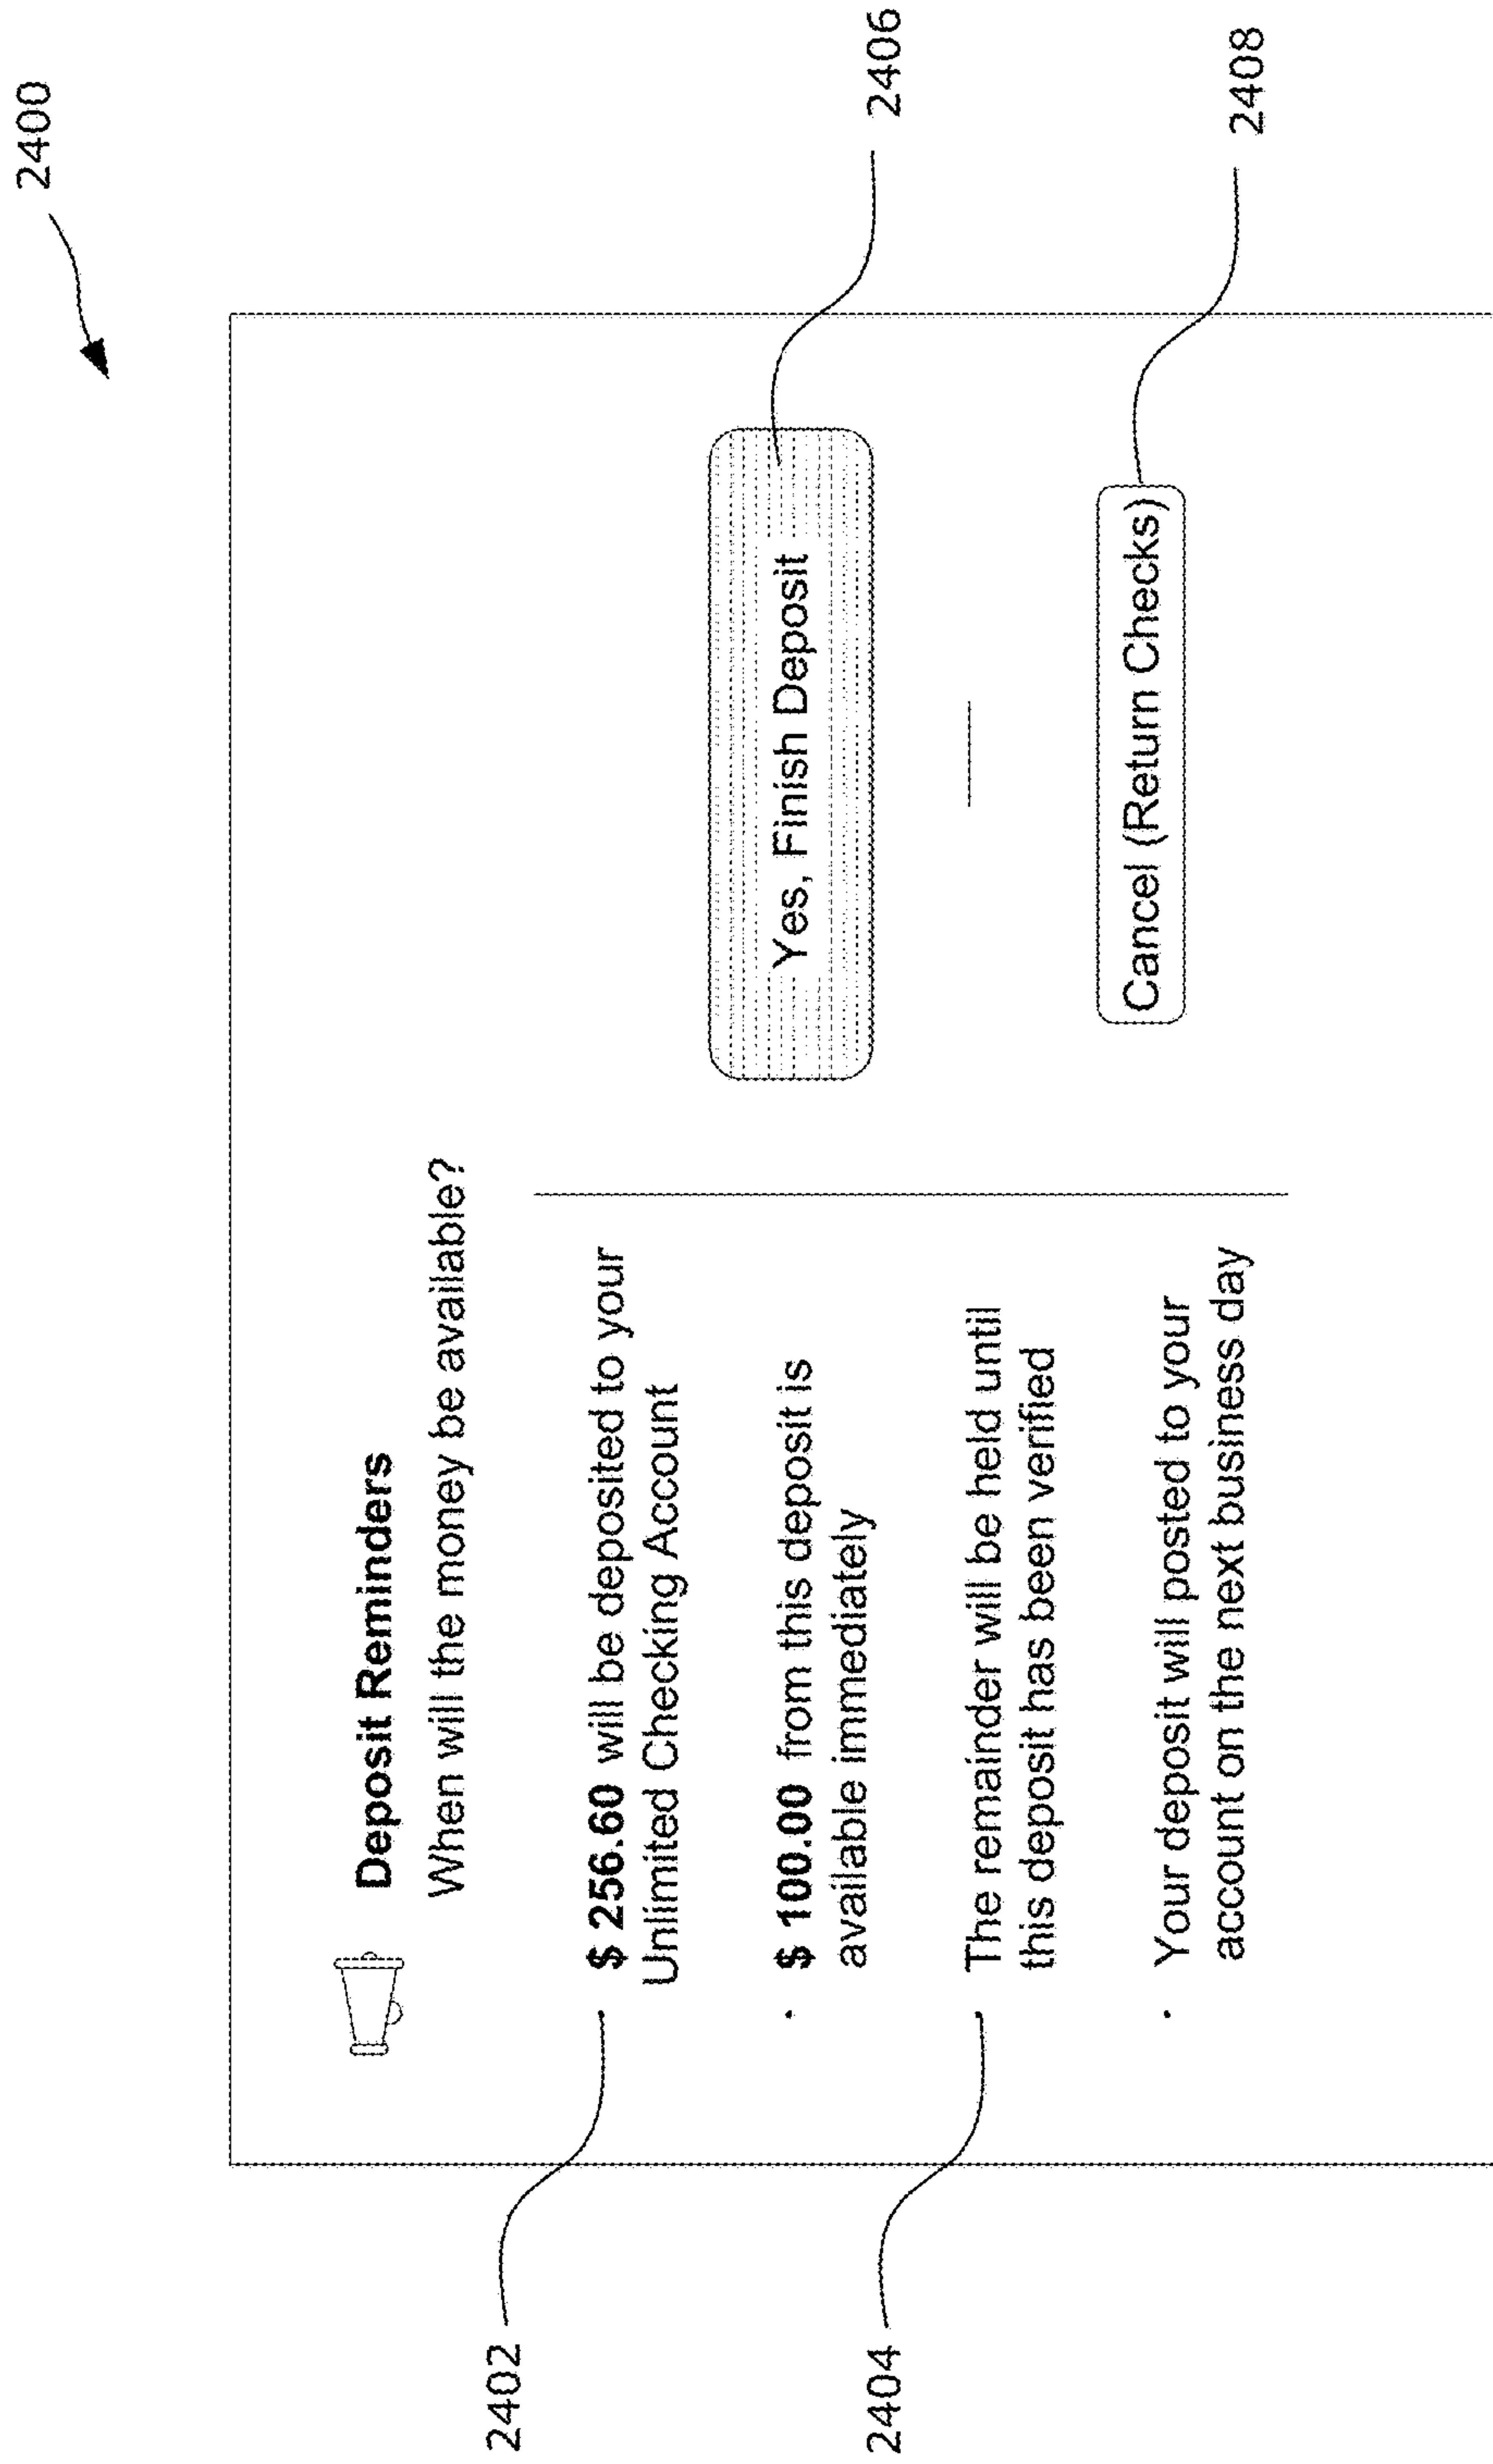 2400
Deposit Reminders
When will the money be available?
2402
• $ 256.60 will be deposited to your
Unlimited Checking Account
• $ 100.00 from this deposit is
available immediately
2404
• The remainder will be held until
this deposit has been verified
• Your deposit will posted to your
account on the next business day
Yes, Finish Deposit
2406
Cancel (Return Checks)
2408